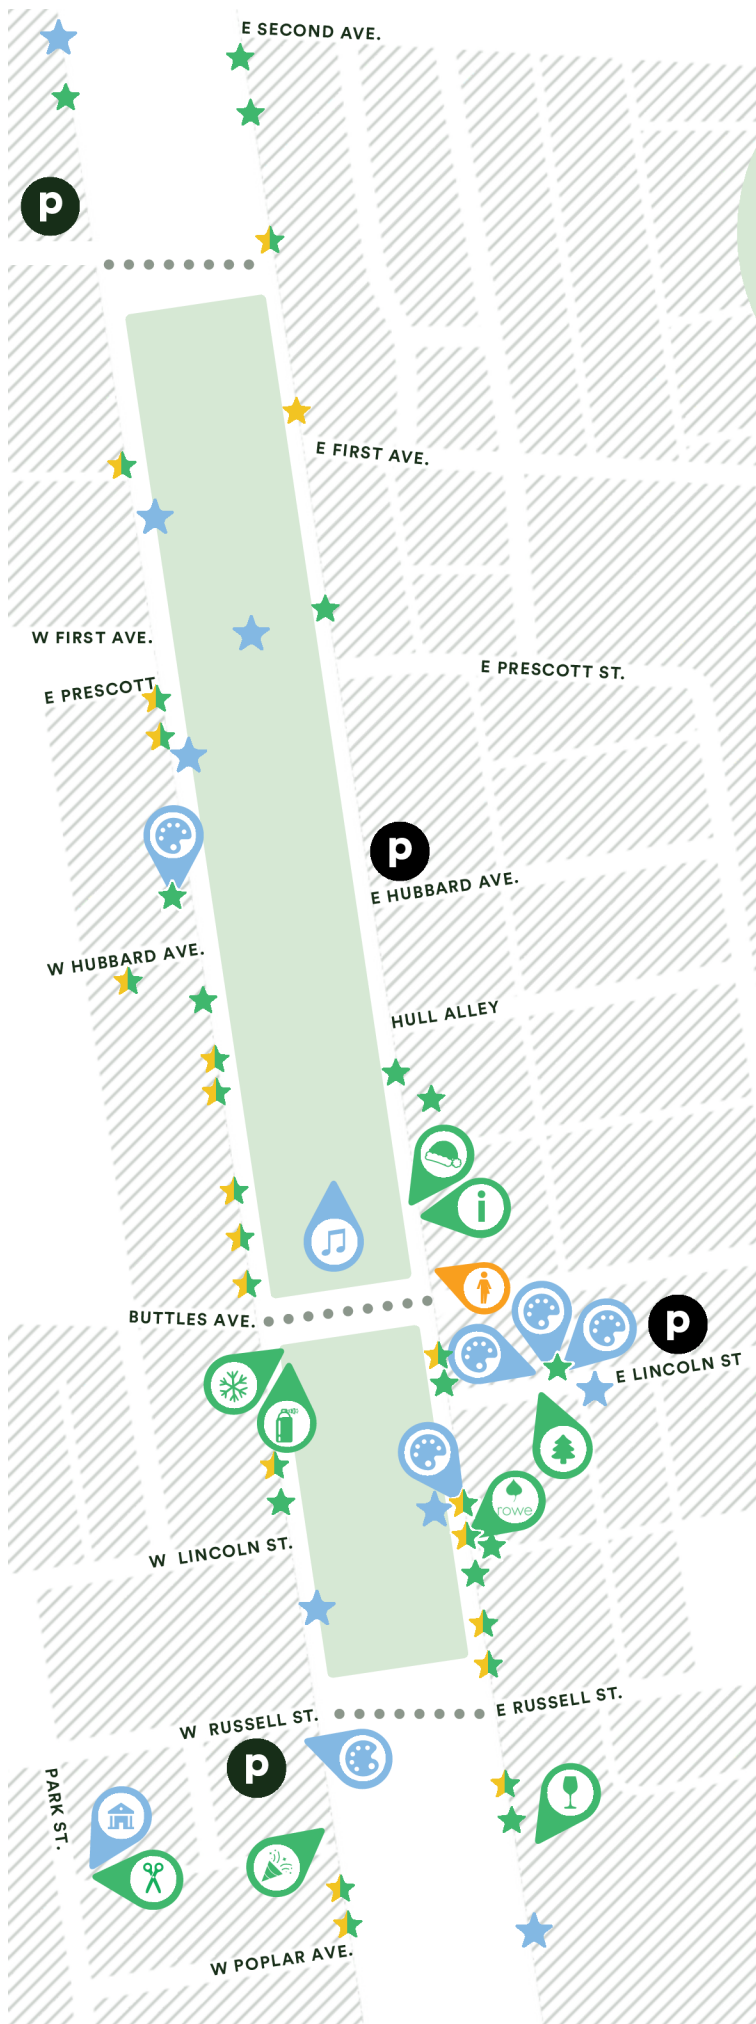 E SECOND AVE.
p
E FIRST AVE.
W FIRST AVE.
E PRESCOTT ST.
E PRESCOTT
p
E HUBBARD AVE.
W HUBBARD AVE.
HULL ALLEY
i
BUTTLES AVE.
p
E LINCOLN ST
rowe
W LINCOLN ST.
E RUSSELL ST.
W RUSSELL ST.
p
PARK ST.
W POPLAR AVE.